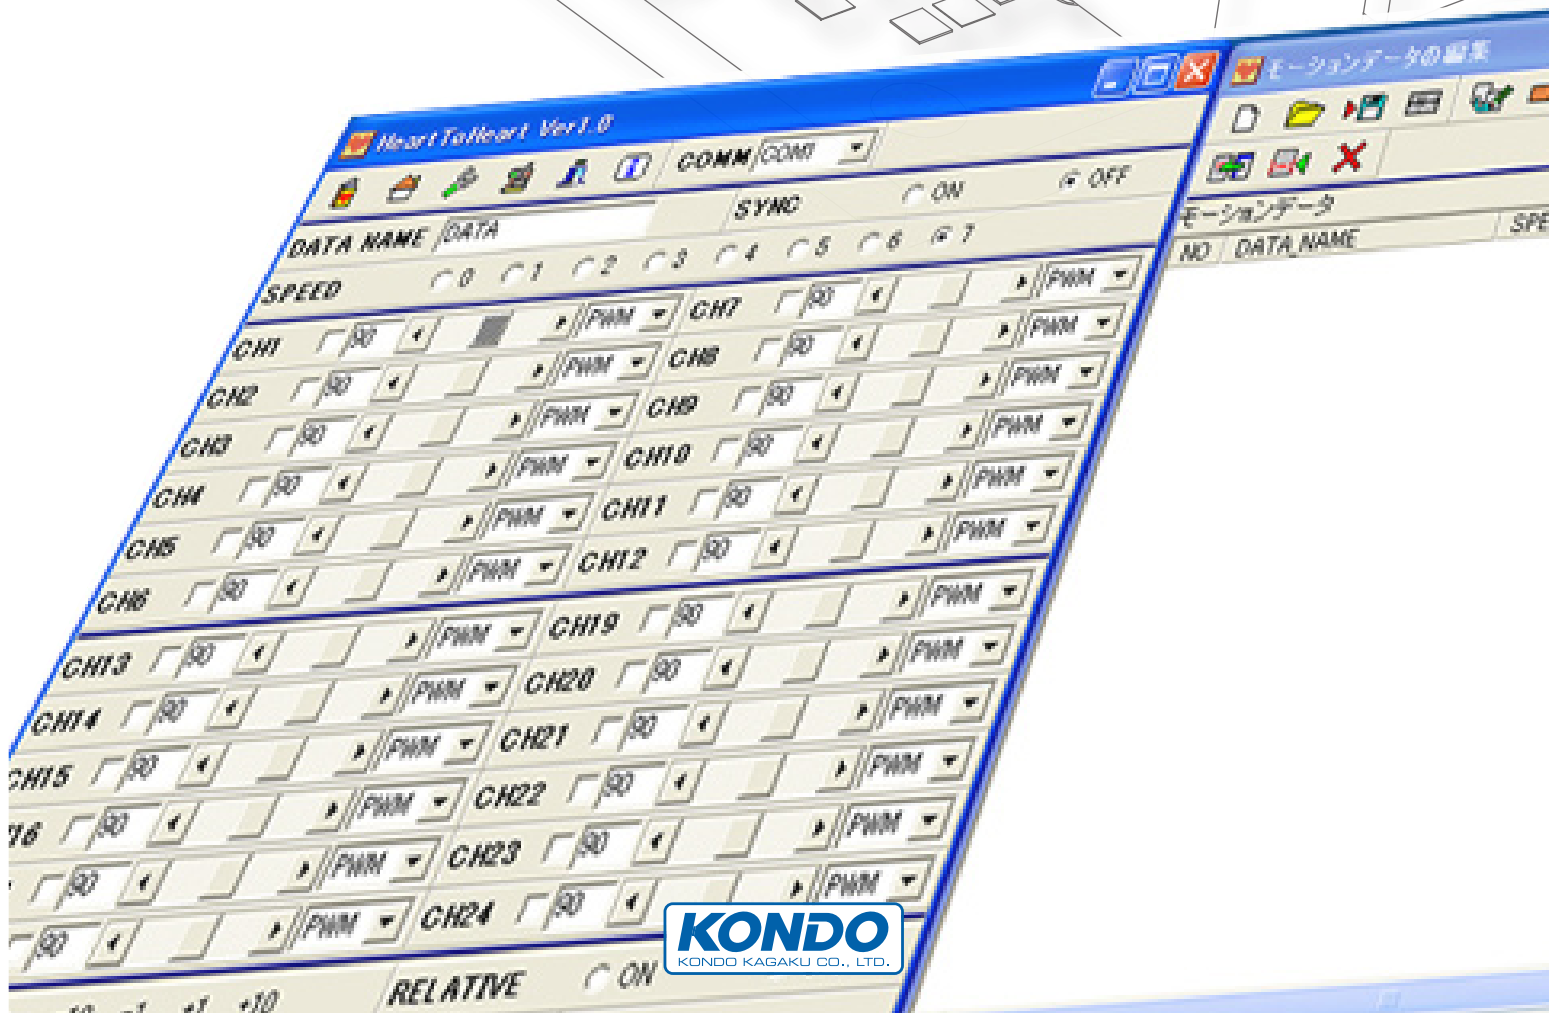 HeartToHeart Ver1.0
COMM COM1
DATA NAME DATA
SYNC ON OFF
SPEED 0 1 2 3 4 5 6 7
CH1 90 PWM CH7 90 PWM
CH2 90 PWM CH8 90 PWM
CH3 90 PWM CH9 90 PWM
CH4 90 PWM CH10 90 PWM
CH5 90 PWM CH11 90 PWM
CH6 90 PWM CH12 90 PWM
CH13 90 PWM CH19 90 PWM
CH14 90 PWM CH20 90 PWM
CH15 90 PWM CH21 90 PWM
16 90 PWM CH22 90 PWM
90 PWM CH23 90 PWM
90 PWM CH24 90 PWM
-1 +1 +10
RELATIVE ON
モーションデータの編集
モーションデータ
NO DATA_NAME SPE
KONDO
KONDO KAGAKU CO., LTD.